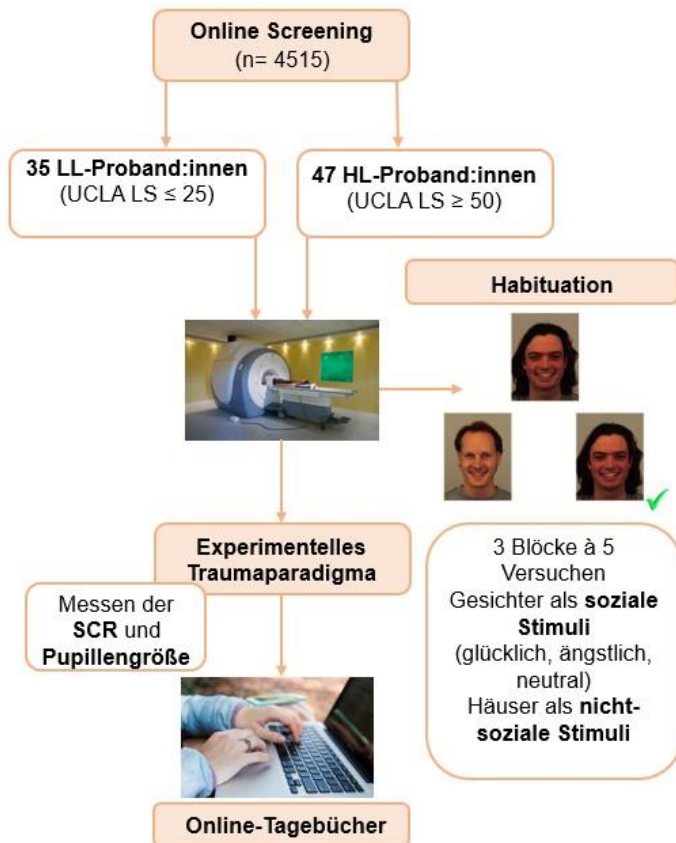 Online Screening
(n= 4515)
35 LL-Proband:innen
(UCLA LS ≤ 25)
47 HL-Proband:innen
(UCLA LS ≥ 50)
Habituation
Experimentelles
Traumaparadigma
Messen der
SCR und
Pupillengröße
3 Blöcke à 5
Versuchen
Gesichter als soziale
Stimuli
(glücklich, ängstlich,
neutral)
Häuser als nicht-
soziale Stimuli
Online-Tagebücher